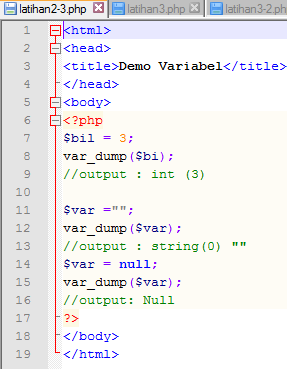 latihan2-3.php latihan3.php latihan3-2.ph
1 <html>
2 <head>
3 <title>Demo Variabel</title>
4 </head>
5 <body>
6 <?php
7 $bil = 3;
8 var_dump($bi);
9 //output : int (3)
10
11 $var ="";
12 var_dump($var);
13 //output : string(0) ""
14 $var = null;
15 var_dump($var);
16 //output: Null
17 ?>
18 </body>
19 </html>